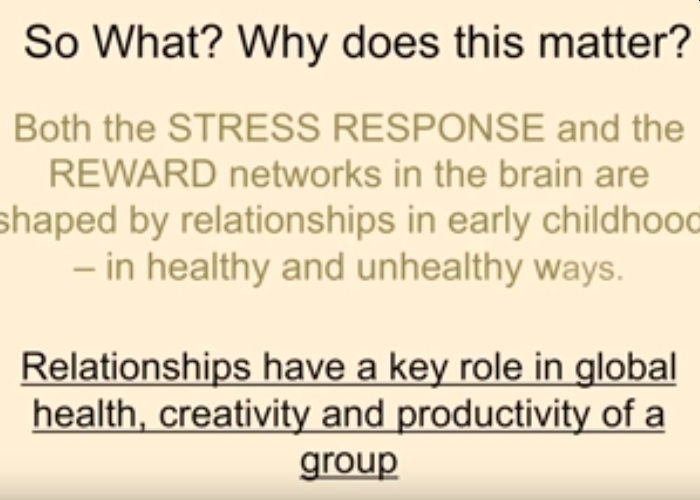 So What? Why does this matter?
Both the STRESS RESPONSE and the
REWARD networks in the brain are
shaped by relationships in early childhood
– in healthy and unhealthy ways.
Relationships have a key role in global
health, creativity and productivity of a
group